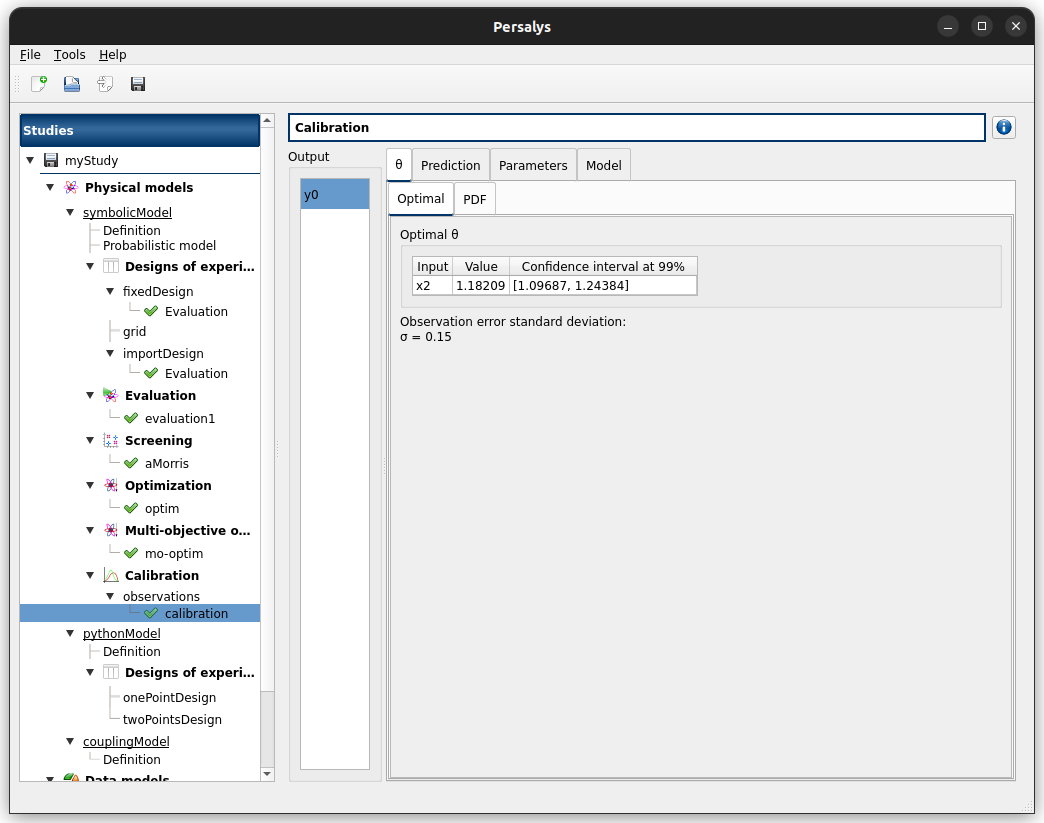 Persalys
File Tools Help
Studies
myStudy
Physical models
symbolicModel
Definition
Probabilistic model
Designs of experi...
fixedDesign
Evaluation
grid
importDesign
Evaluation
Evaluation
evaluation1
Screening
aMorris
Optimization
optim
Multi-objective o...
mo-optim
Calibration
observations
calibration
pythonModel
Definition
Designs of experi...
onePointDesign
twoPointsDesign
couplingModel
Definition
Data models
Calibration
Output
y0
θ Prediction Parameters Model
Optimal PDF
Optimal θ
Input Value Confidence interval at 99%
x2 1.18209 [1.09687, 1.24384]
Observation error standard deviation:
σ = 0.15